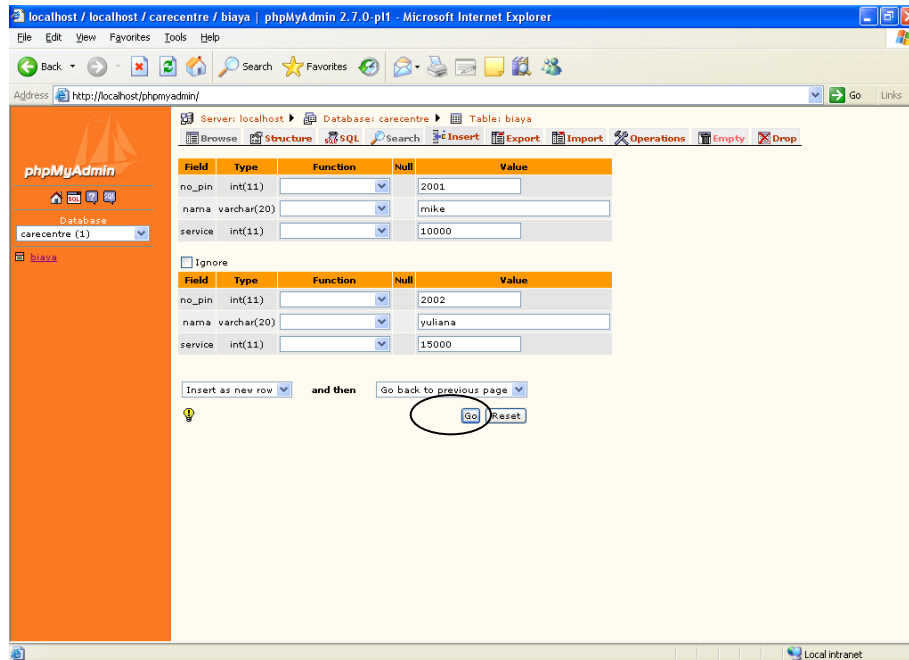 localhost / localhost / carecentre / biaya | phpMyAdmin 2.7.0-pl1 - Microsoft Internet Explorer
File Edit View Favorites Tools Help
Back Search Favorites
Address http://localhost/phpmyadmin/ Go Links
Server: localhost Database: carecentre Table: biaya
Browse Structure SQL Search Insert Export Import Operations Empty Drop
phpMyAdmin
SQL
Database
carecentre (1)
biaya
Field Type Function Null Value
no_pin int(11) 2001
nama varchar(20) mike
service int(11) 10000
Ignore
Field Type Function Null Value
no_pin int(11) 2002
nama varchar(20) yuliana
service int(11) 15000
Insert as new row and then Go back to previous page
Go Reset
Local intranet